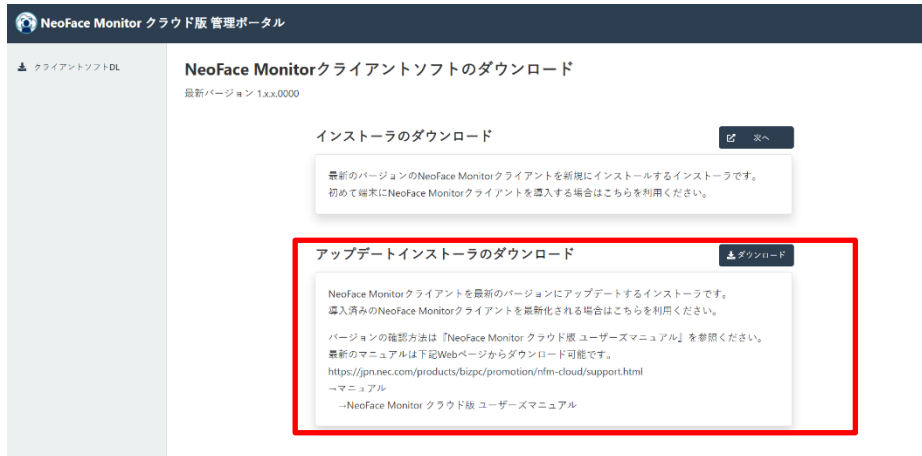 NeoFace Monitor クラウド版 管理ポータル
クライアントソフトDL
NeoFace Monitorクライアントソフトのダウンロード
最新バージョン 1.x.x.0000
インストーラのダウンロード
次へ
最新のバージョンのNeoFace Monitorクライアントを新規にインストールするインストーラです。
初めて端末にNeoFace Monitorクライアントを導入する場合はこちらを利用ください。
アップデートインストーラのダウンロード
ダウンロード
NeoFace Monitorクライアントを最新のバージョンにアップデートするインストーラです。
導入済みのNeoFace Monitorクライアントを最新化される場合はこちらを利用ください。
バージョンの確認方法は『NeoFace Monitor クラウド版 ユーザーズマニュアル』を参照ください。
最新のマニュアルは下記Webページからダウンロード可能です。
https://jpn.nec.com/products/bizpc/promotion/nfm-cloud/support.html
→マニュアル
→NeoFace Monitor クラウド版 ユーザーズマニュアル